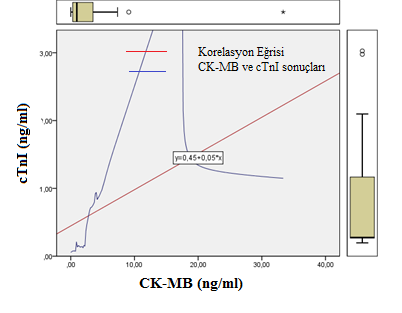 Korelasyon Eğrisi
CK-MB ve cTnI sonuçları
3,00
,00
1,00
,00
cTnI (ng/ml)
y=0,45+0,05*x
,00
10,00
20,00
30,00
40,00
CK-MB (ng/ml)